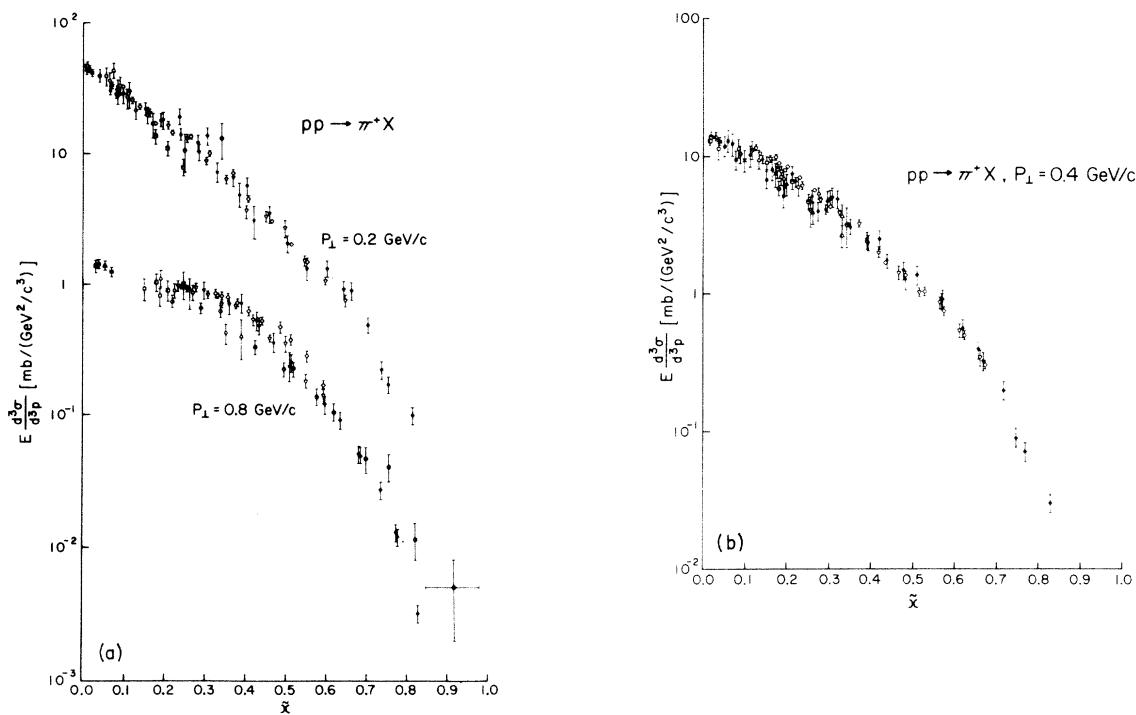 10²
10
1
10⁻¹
10⁻²
10⁻³
E d³σ/d³p [mb/(GeV²/c³)]
pp → π⁺X
P⊥ = 0.2 GeV/c
P⊥ = 0.8 GeV/c
(a)
0.0 0.1 0.2 0.3 0.4 0.5 0.6 0.7 0.8 0.9 1.0
x̃
100
10
1
10⁻¹
10⁻²
E d³σ/d³p [mb/(GeV²/c³)]
pp → π⁺X , P⊥ = 0.4 GeV/c
(b)
0.0 0.1 0.2 0.3 0.4 0.5 0.6 0.7 0.8 0.9 1.0
x̃